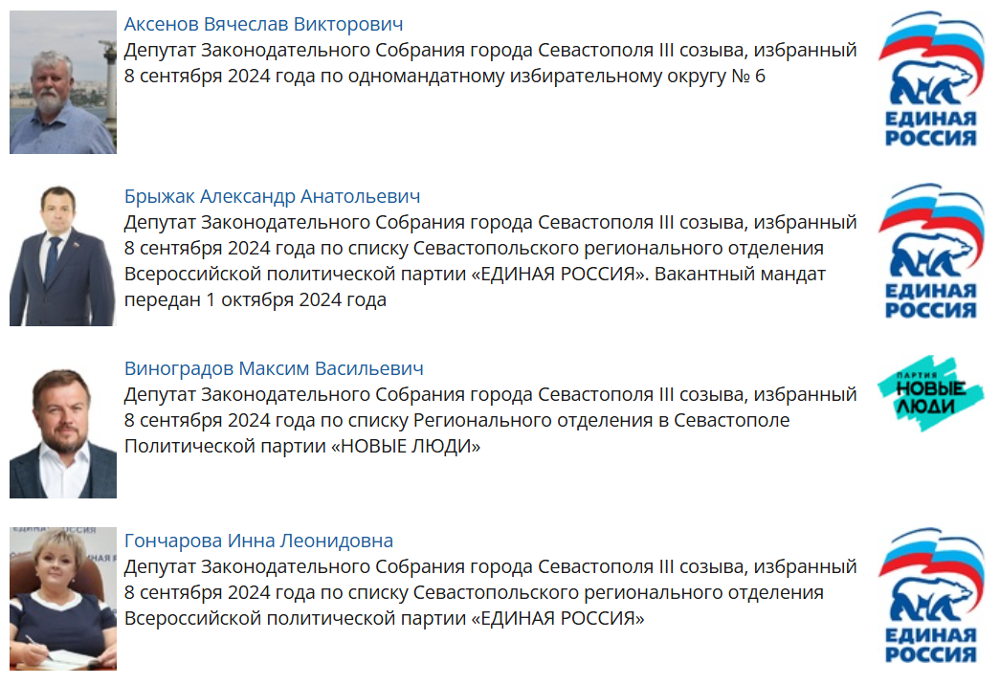 Аксенов Вячеслав Викторович
Депутат Законодательного Собрания города Севастополя III созыва, избранный
8 сентября 2024 года по одномандатному избирательному округу № 6
ЕДИНАЯ
РОССИЯ
Брыжак Александр Анатольевич
Депутат Законодательного Собрания города Севастополя III созыва, избранный
8 сентября 2024 года по списку Севастопольского регионального отделения
Всероссийской политической партии «ЕДИНАЯ РОССИЯ». Вакантный мандат
передан 1 октября 2024 года
ЕДИНАЯ
РОССИЯ
Виноградов Максим Васильевич
Депутат Законодательного Собрания города Севастополя III созыва, избранный
8 сентября 2024 года по списку Регионального отделения в Севастополе
Политической партии «НОВЫЕ ЛЮДИ»
ПАРТИЯ
НОВЫЕ
ЛЮДИ
Гончарова Инна Леонидовна
Депутат Законодательного Собрания города Севастополя III созыва, избранный
8 сентября 2024 года по списку Севастопольского регионального отделения
Всероссийской политической партии «ЕДИНАЯ РОССИЯ»
ЕДИНАЯ
РОССИЯ